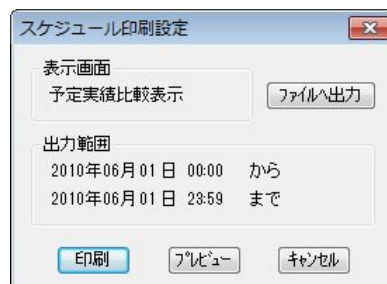 スケジュール印刷設定
表示画面
予定実績比較表示
ファイルへ出力
出力範囲
2010年06月01日 00:00 から
2010年06月01日 23:59 まで
印刷 プレビュー キャンセル